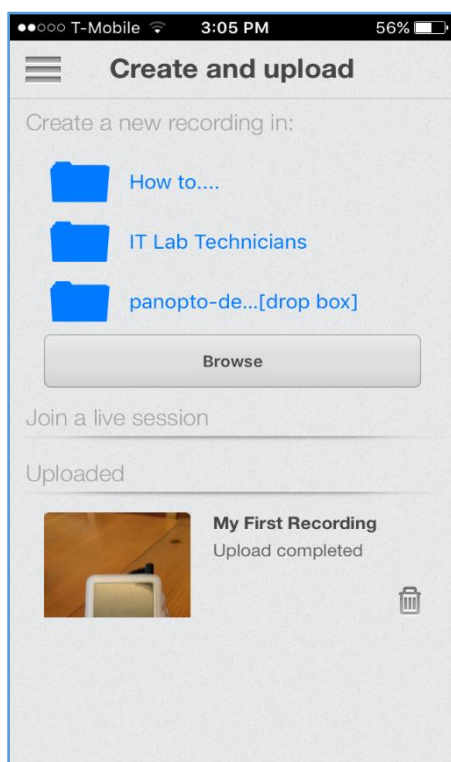 T-Mobile 3:05 PM 56%
Create and upload
Create a new recording in:
How to....
IT Lab Technicians
panopto-de...[drop box]
Browse
Join a live session
Uploaded
My First Recording
Upload completed